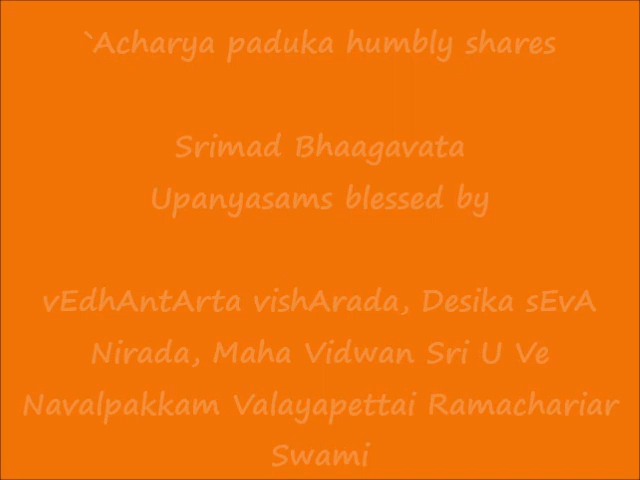 `Acharya paduka humbly shares
Srimad Bhaagavata
Upanyasams blessed by
vEdhAntArta vishArada, Desika sEvA
Nirada, Maha Vidwan Sri U Ve
Navalpakkam Valayapettai Ramachariar
Swami